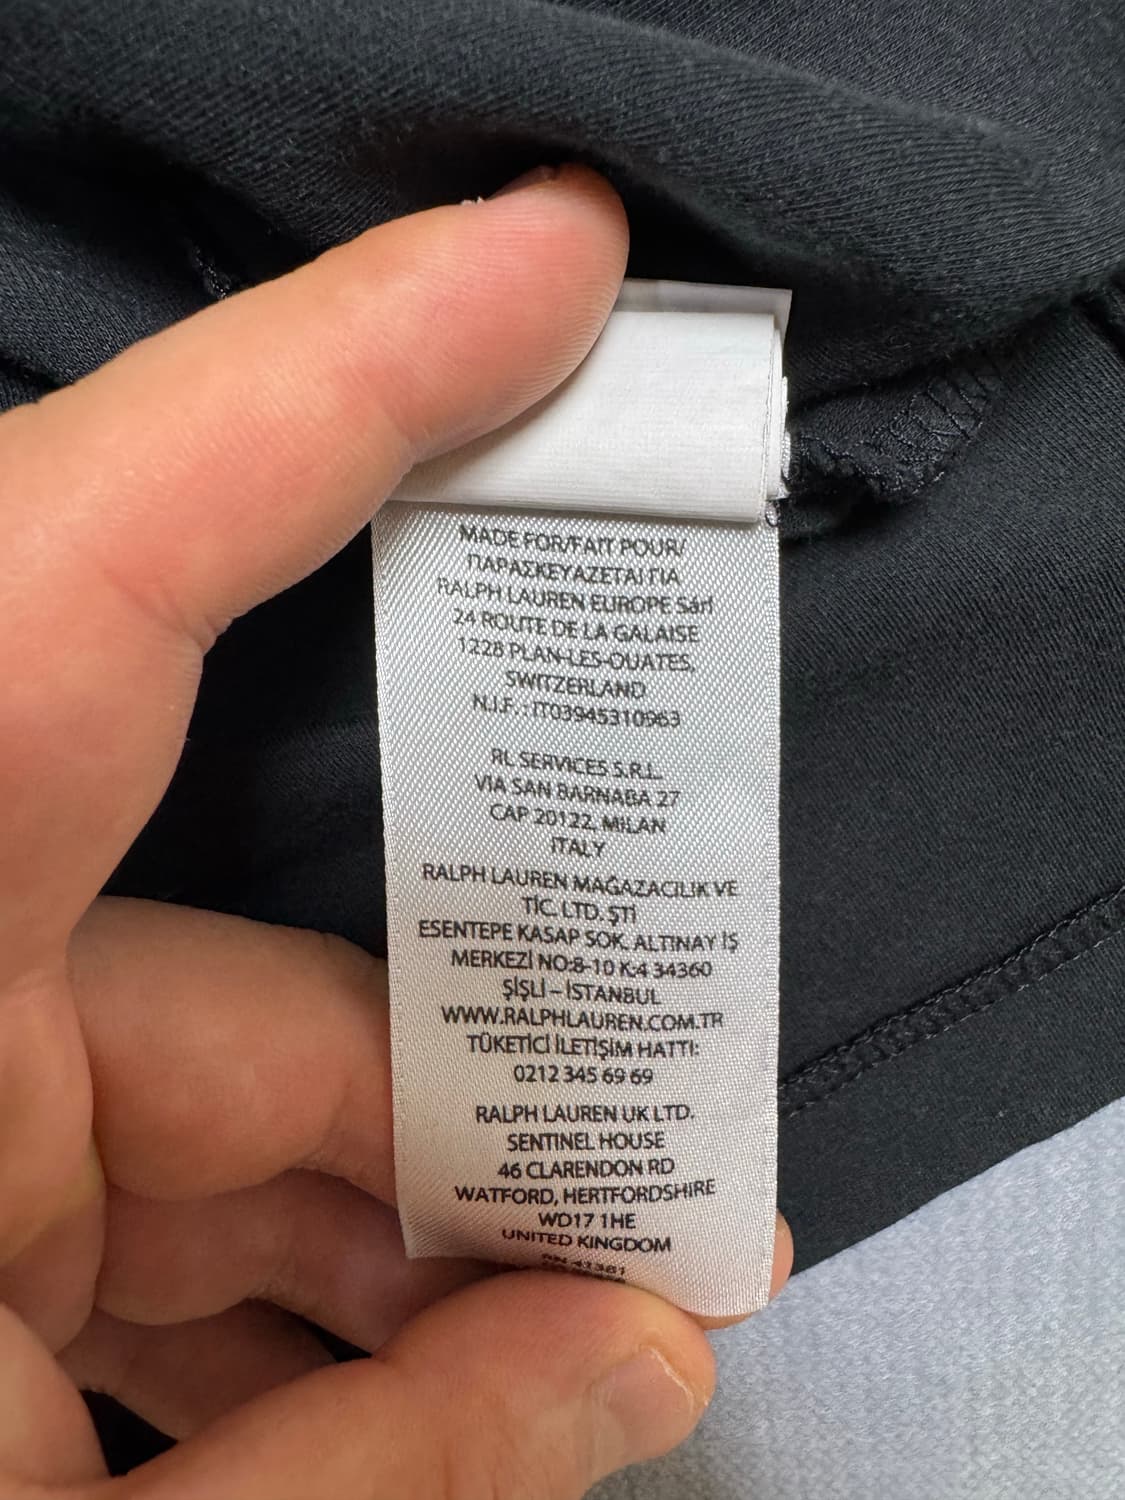 MADE FOR/FAIT POUR/
ΠΑΡΑΣΚΕΥΑΖΕΤΑΙ ΓΙΑ
RALPH LAUREN EUROPE Sárl
24 ROUTE DE LA GALAISE
1228 PLAN-LES-OUATES,
SWITZERLAND
N.I.F. : IT03945310963
RL SERVICES S.R.L.
VIA SAN BARNABA 27
CAP 20122, MILAN
ITALY
RALPH LAUREN MAĞAZACILIK VE
TİC. LTD. ŞTİ
ESENTEPE KASAP SOK. ALTINAY İŞ
MERKEZİ NO:8-10 K:4 34360
ŞİŞLİ – İSTANBUL
WWW.RALPHLAUREN.COM.TR
TÜKETİCİ İLETİŞİM HATTI:
0212 345 69 69
RALPH LAUREN UK LTD.
SENTINEL HOUSE
46 CLARENDON RD
WATFORD, HERTFORDSHIRE
WD17 1HE
UNITED KINGDOM
RN 41381